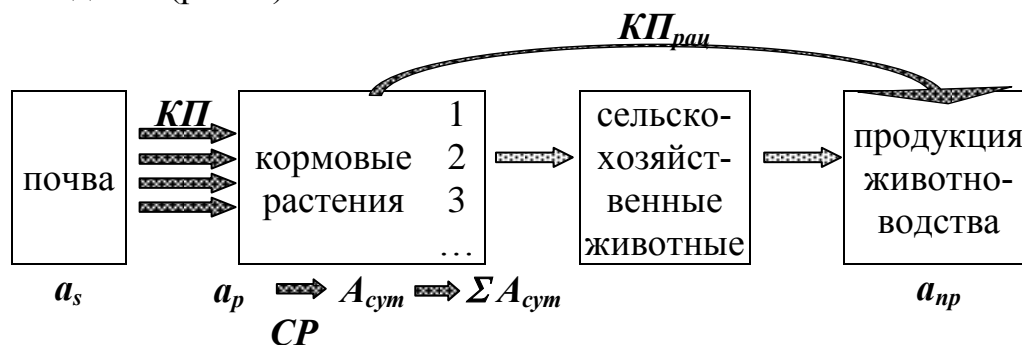 КП_рац
КП
почва
кормовые
растения
1
2
3
…
сельско-
хозяйст-
венные
животные
продукция
животно-
водства
a_s
a_p
A_сут
Σ A_сут
a_пр
СР